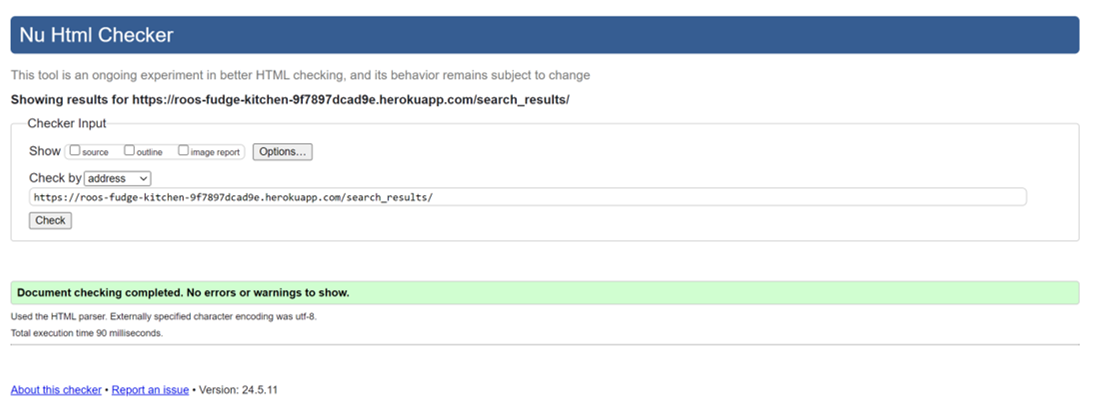 Nu Html Checker
This tool is an ongoing experiment in better HTML checking, and its behavior remains subject to change
Showing results for https://roos-fudge-kitchen-9f7897dcad9e.herokuapp.com/search_results/
Checker Input
Show source outline image report Options...
Check by address
https://roos-fudge-kitchen-9f7897dcad9e.herokuapp.com/search_results/
Check
Document checking completed. No errors or warnings to show.
Used the HTML parser. Externally specified character encoding was utf-8.
Total execution time 90 milliseconds.
About this checker • Report an issue • Version: 24.5.11